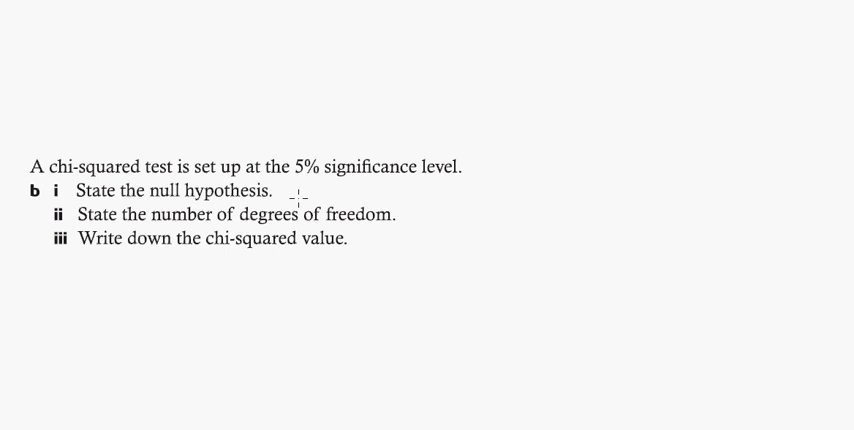 A chi-squared test is set up at the 5% significance level.
b i State the null hypothesis.
ii State the number of degrees of freedom.
iii Write down the chi-squared value.